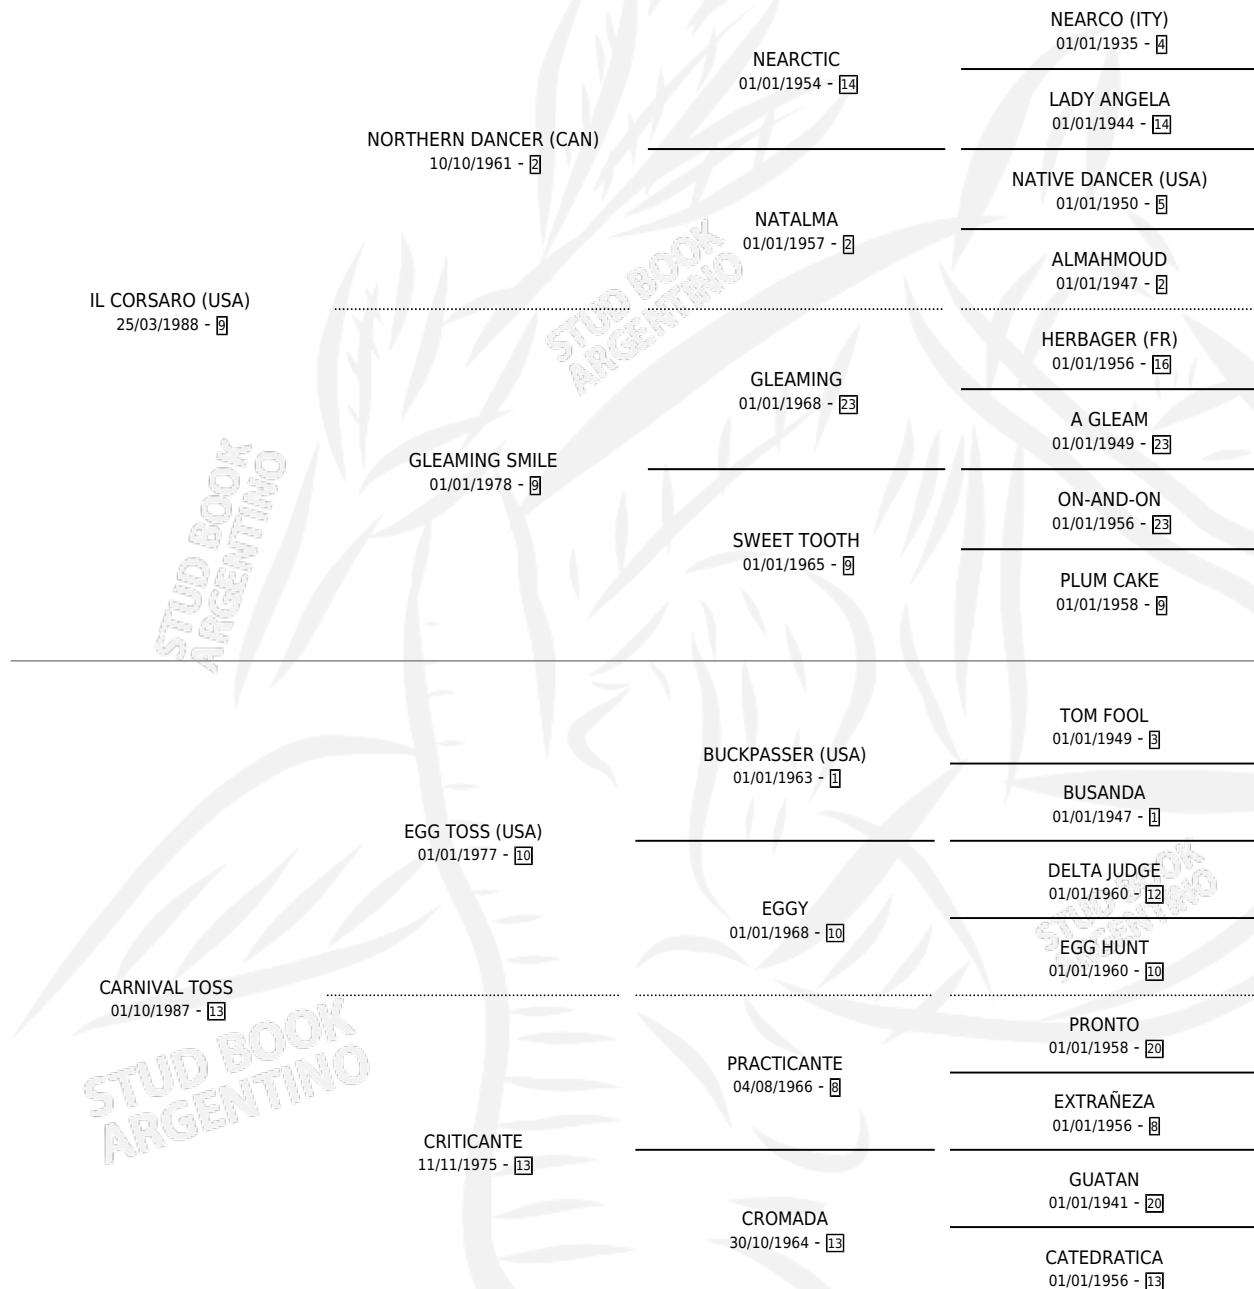 NEARCO (ITY)
01/01/1935 - 4
NEARCTIC
01/01/1954 - 14
LADY ANGELA
01/01/1944 - 14
NORTHERN DANCER (CAN)
10/10/1961 - 2
NATIVE DANCER (USA)
01/01/1950 - 5
NATALMA
01/01/1957 - 2
ALMAHMOUD
01/01/1947 - 2
IL CORSARO (USA)
25/03/1988 - 9
STUD BOOK
ARGENTINO
HERBAGER (FR)
01/01/1956 - 16
GLEAMING
01/01/1968 - 23
A GLEAM
01/01/1949 - 23
GLEAMING SMILE
01/01/1978 - 9
ON-AND-ON
01/01/1956 - 23
SWEET TOOTH
01/01/1965 - 9
PLUM CAKE
01/01/1958 - 9
STUD BOOK
ARGENTINO
TOM FOOL
01/01/1949 - 3
BUCKPASSER (USA)
01/01/1963 - 1
BUSANDA
01/01/1947 - 1
EGG TOSS (USA)
01/01/1977 - 10
DELTA JUDGE
01/01/1960 - 12
EGGY
01/01/1968 - 10
STUD BOOK
ARGENTINO
EGG HUNT
01/01/1960 - 10
CARNIVAL TOSS
01/10/1987 - 13
STUD BOOK
ARGENTINO
PRONTO
01/01/1958 - 20
PRACTICANTE
04/08/1966 - 8
EXTRAÑEZA
01/01/1956 - 8
CRITICANTE
11/11/1975 - 13
GUATAN
01/01/1941 - 20
CROMADA
30/10/1964 - 13
CATEDRATICA
01/01/1956 - 13